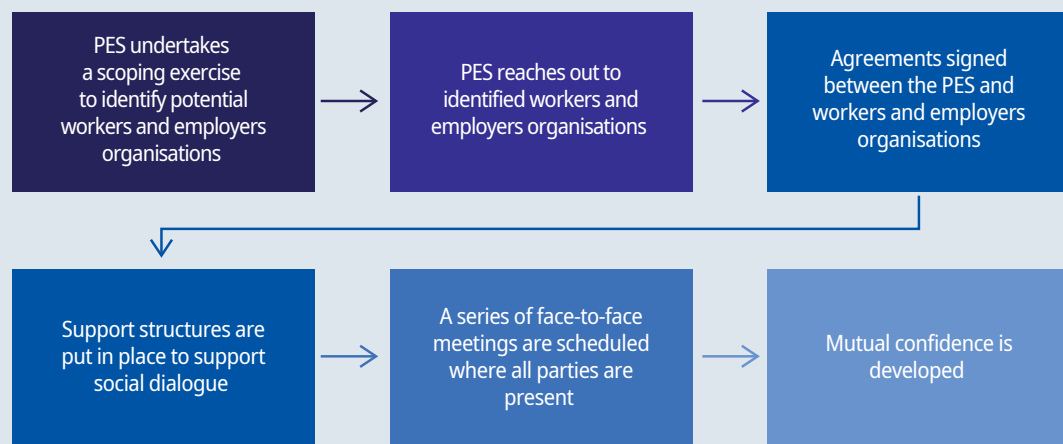 PES undertakes
a scoping exercise
to identify potential
workers and employers
organisations
PES reaches out to
identified workers and
employers organisations
Agreements signed
between the PES and
workers and employers
organisations
Support structures are
put in place to support
social dialogue
A series of face-to-face
meetings are scheduled
where all parties are
present
Mutual confidence is
developed